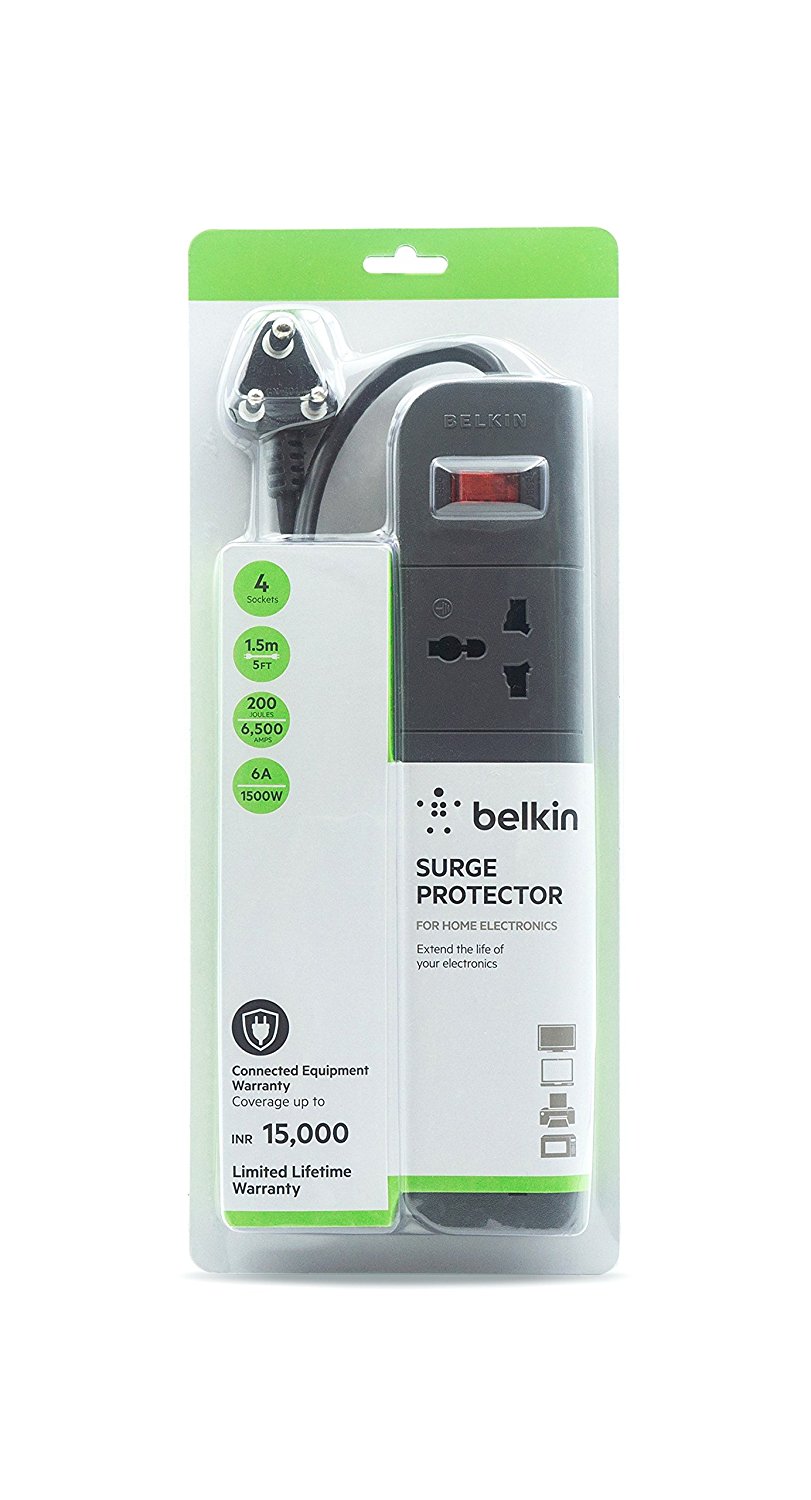 BELKIN
4
Sockets
1.5m
5FT
200
JOULES
6,500
AMPS
6A
1500W
belkin
SURGE
PROTECTOR
FOR HOME ELECTRONICS
Extend the life of
your electronics
Connected Equipment
Warranty
Coverage up to
INR 15,000
Limited Lifetime
Warranty